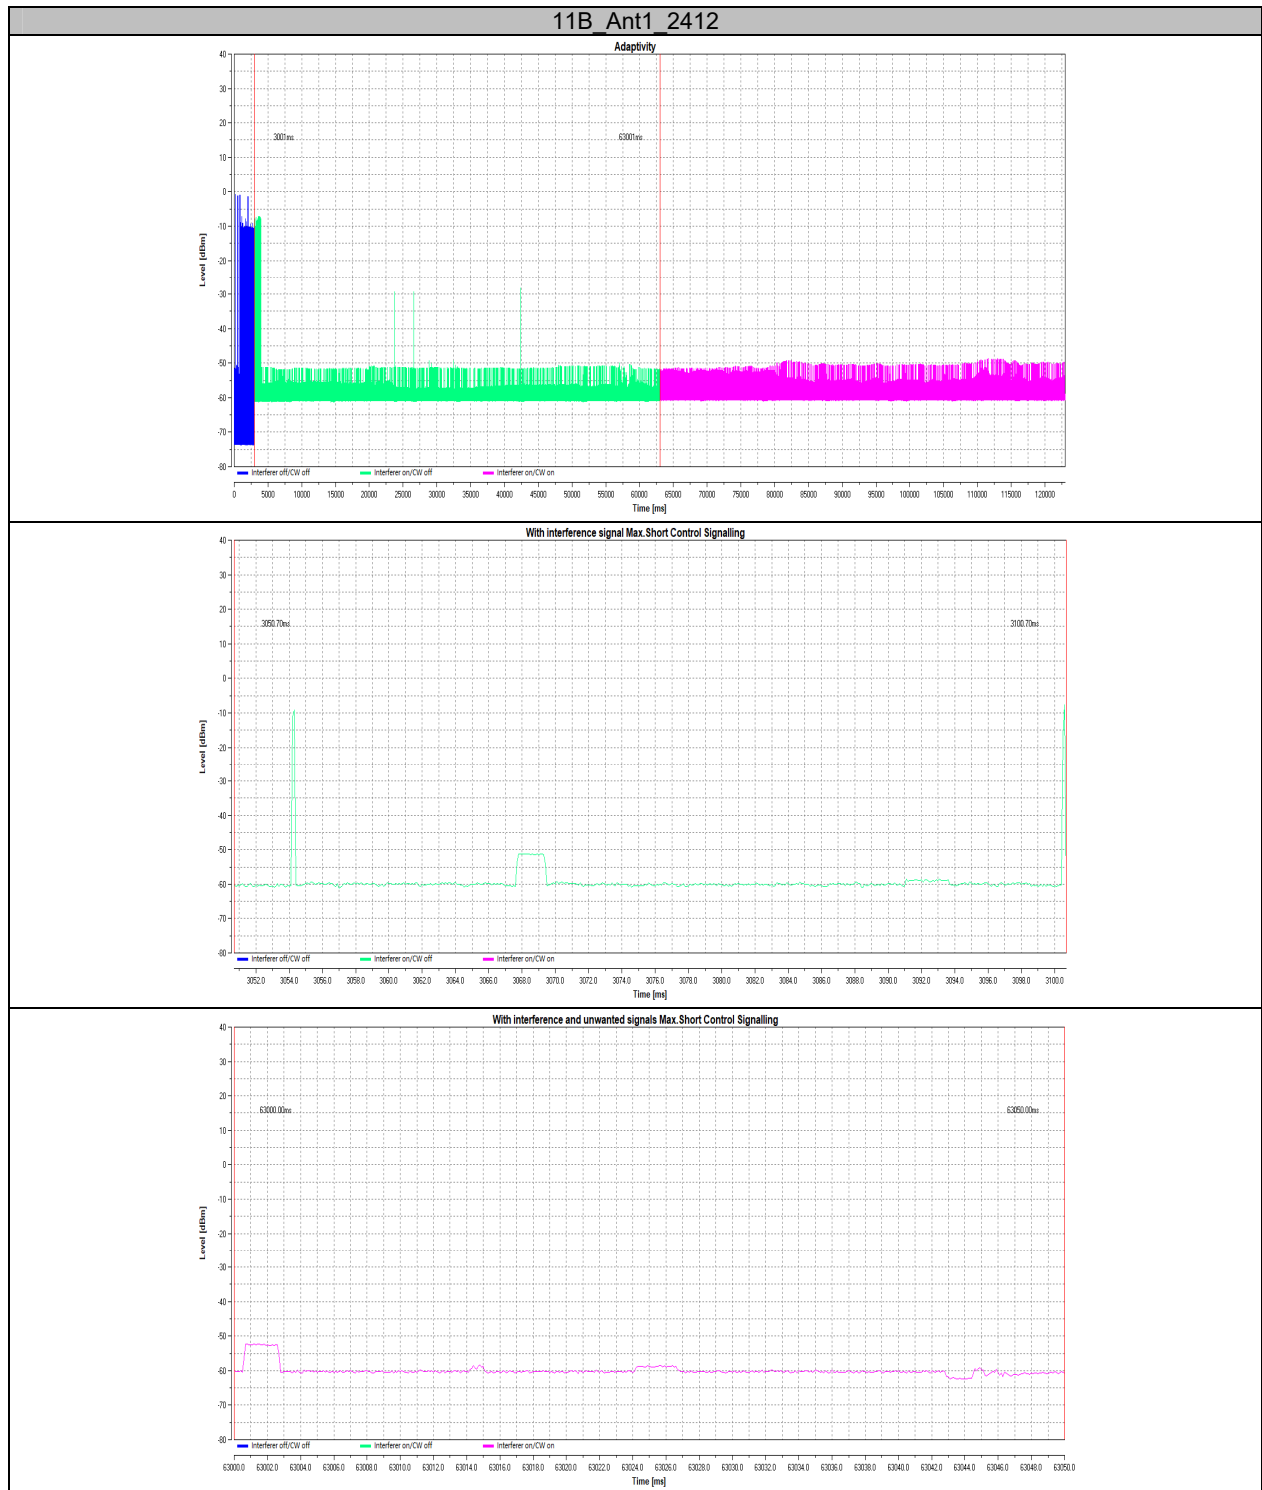 11B_Ant1_2412
Adaptivity
40
30
20
10
0
-10
-20
-30
-40
-50
-60
-70
-80
Level [dBm]
3001ms
63001ms
Interferer off/CW off
Interferer on/CW off
Interferer on/CW on
0 5000 10000 15000 20000 25000 30000 35000 40000 45000 50000 55000 60000 65000 70000 75000 80000 85000 90000 95000 100000 105000 110000 115000 120000
Time [ms]
With interference signal Max.Short Control Signalling
40
30
20
10
0
-10
-20
-30
-40
-50
-60
-70
-80
Level [dBm]
3050.70ms
3100.70ms
Interferer off/CW off
Interferer on/CW off
Interferer on/CW on
3052.0 3054.0 3056.0 3058.0 3060.0 3062.0 3064.0 3066.0 3068.0 3070.0 3072.0 3074.0 3076.0 3078.0 3080.0 3082.0 3084.0 3086.0 3088.0 3090.0 3092.0 3094.0 3096.0 3098.0 3100.0
Time [ms]
With interference and unwanted signals Max.Short Control Signalling
40
30
20
10
0
-10
-20
-30
-40
-50
-60
-70
-80
Level [dBm]
63000.00ms
63050.00ms
Interferer off/CW off
Interferer on/CW off
Interferer on/CW on
63000.0 63002.0 63004.0 63006.0 63008.0 63010.0 63012.0 63014.0 63016.0 63018.0 63020.0 63022.0 63024.0 63026.0 63028.0 63030.0 63032.0 63034.0 63036.0 63038.0 63040.0 63042.0 63044.0 63046.0 63048.0 63050.0
Time [ms]